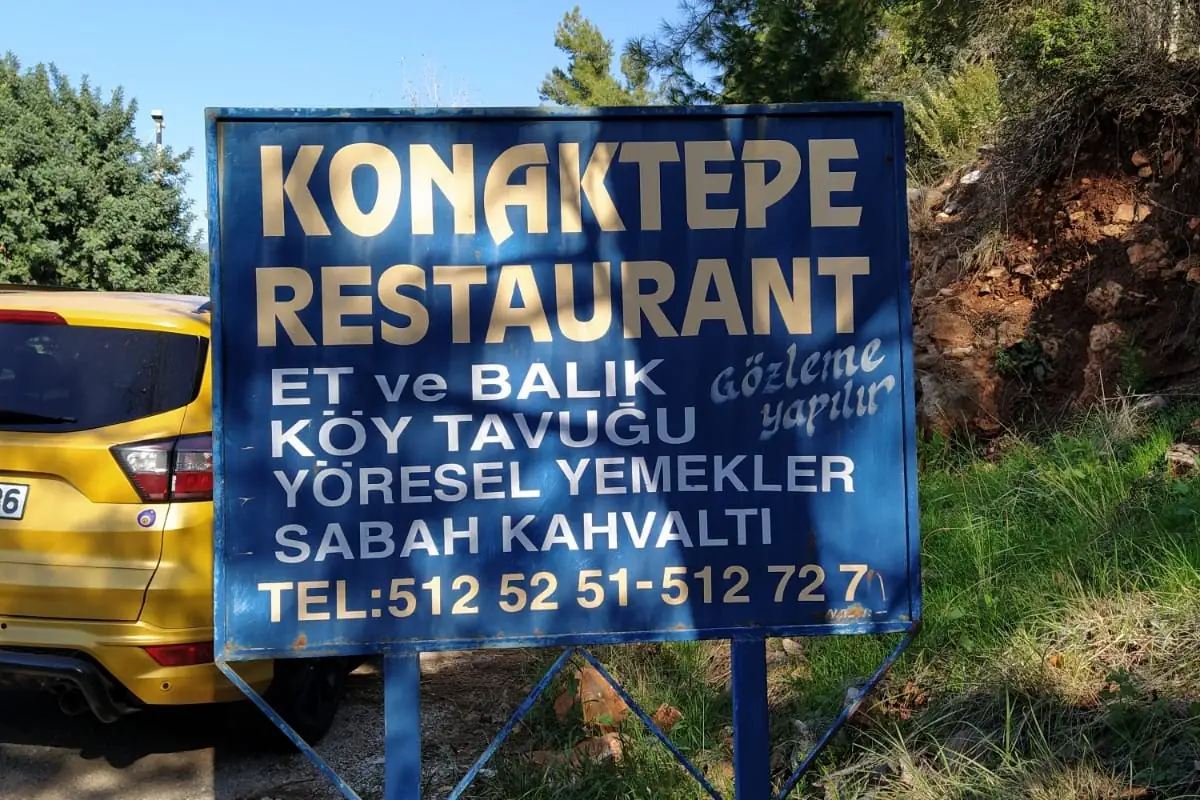 KONAKTEPE
RESTAURANT
ET ve BALIK
KÖY TAVUĞU
Gözleme
yapılır
YÖRESEL YEMEKLER
SABAH KAHVALTI
TEL:512 52 51-512 72 7